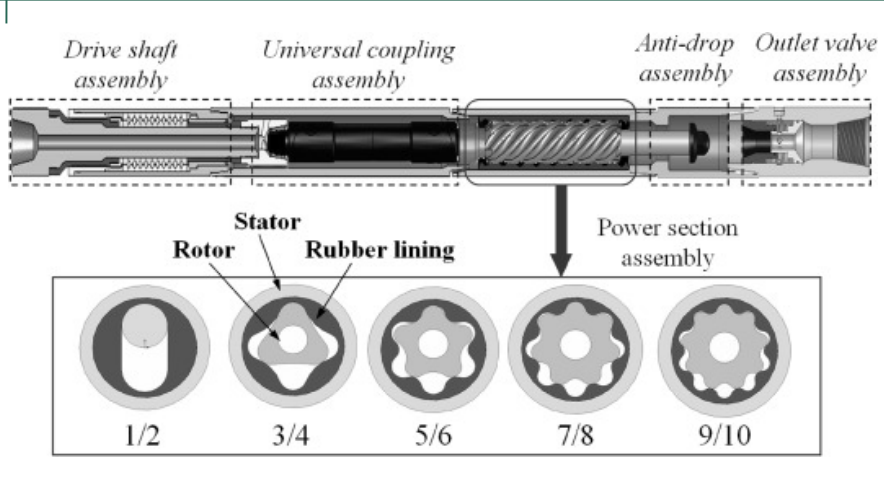 Drive shaft
assembly
Universal coupling
assembly
Anti-drop
assembly
Outlet valve
assembly
Stator
Rotor
Rubber lining
Power section
assembly
1/2
3/4
5/6
7/8
9/10